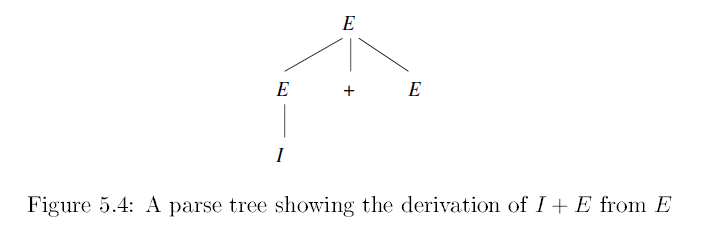 E
E + E
I
Figure 5.4: A parse tree showing the derivation of I + E from E